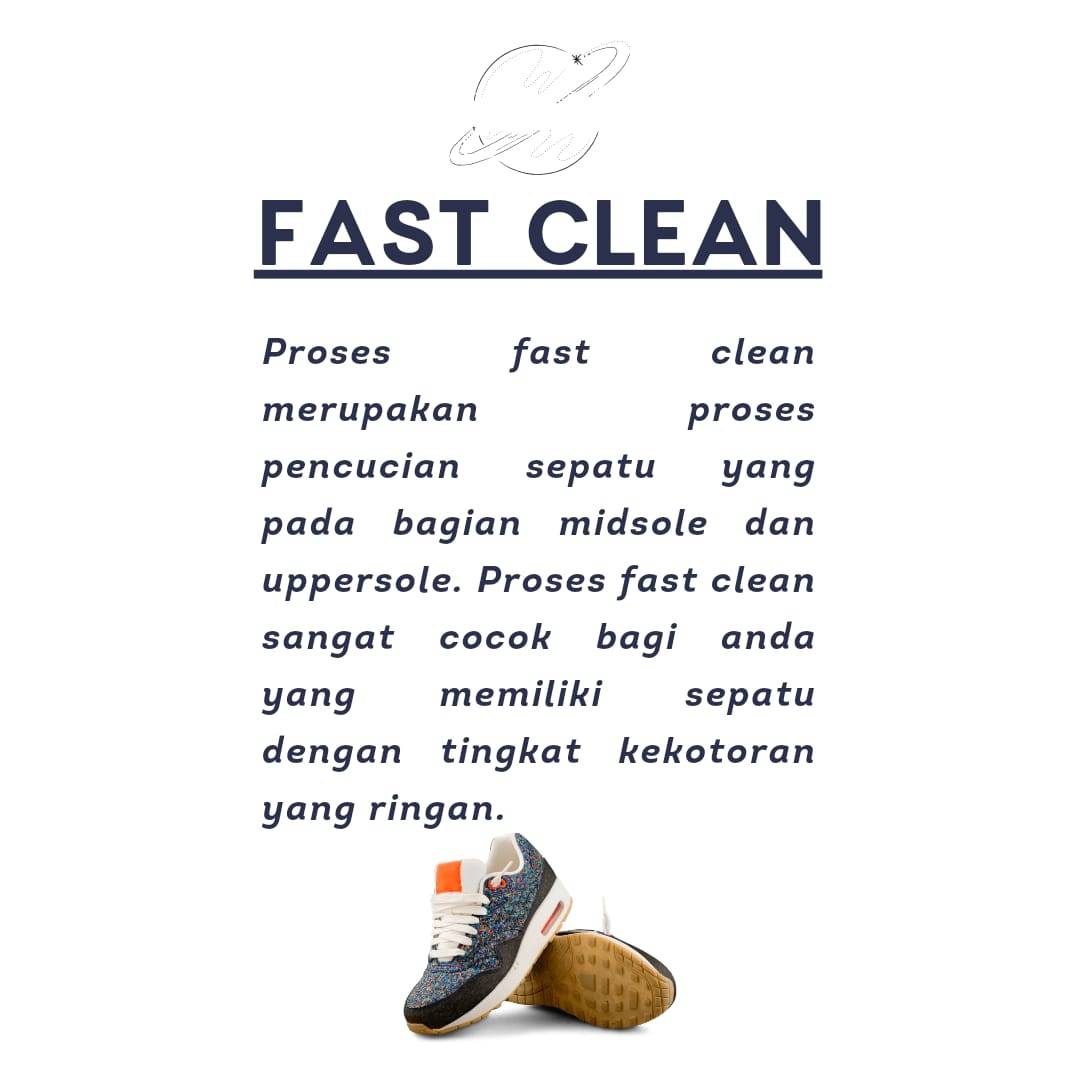 FAST CLEAN
Proses fast clean
merupakan proses
pencucian sepatu yang
pada bagian midsole dan
uppersole. Proses fast clean
sangat cocok bagi anda
yang memiliki sepatu
dengan tingkat kekotoran
yang ringan.